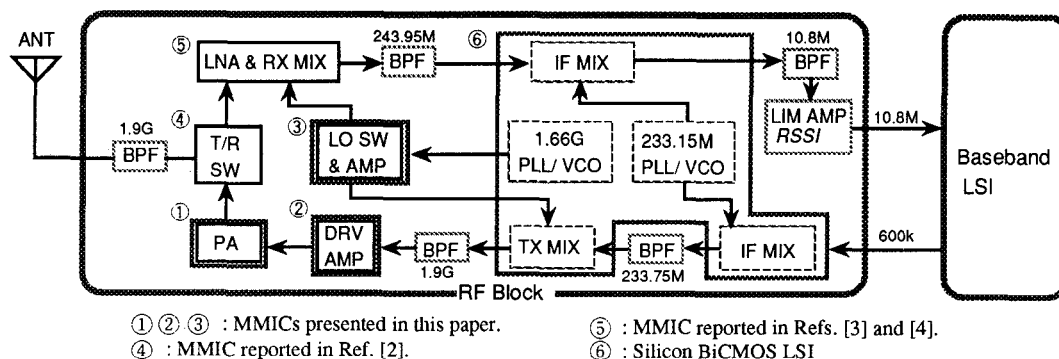 ANT
1.9G
BPF
④
T/R
SW
⑤
LNA & RX MIX
243.95M
BPF
⑥
IF MIX
10.8M
BPF
LIM AMP
RSSI
10.8M
③
LO SW
& AMP
1.66G
PLL/ VCO
233.15M
PLL/ VCO
Baseband
LSI
①
PA
②
DRV
AMP
BPF
1.9G
TX MIX
BPF
233.75M
IF MIX
600k
RF Block
① ② ③ : MMICs presented in this paper.
④ : MMIC reported in Ref. [2].
⑤ : MMIC reported in Refs. [3] and [4].
⑥ : Silicon BiCMOS LSI